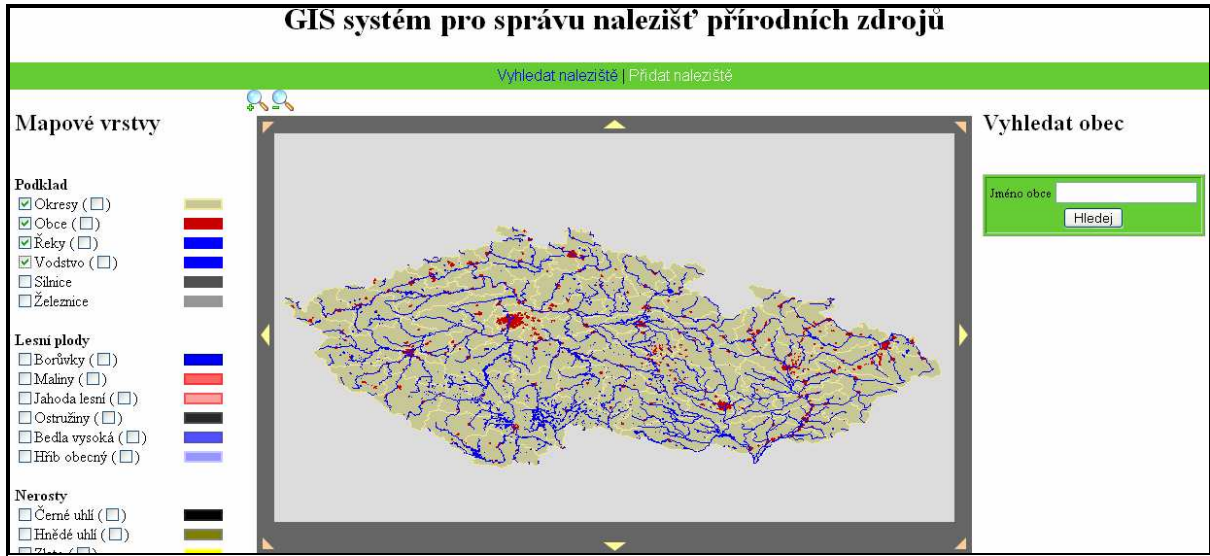 GIS systém pro správu nalezišť přírodních zdrojů
Vyhledat naleziště | Přidat naleziště
Mapové vrstvy
Podklad
Okresy ( )
Obce ( )
Řeky ( )
Vodstvo ( )
Silnice
Železnice
Lesní plody
Borůvky ( )
Maliny ( )
Jahoda lesní ( )
Ostružiny ( )
Bedla vysoká ( )
Hřib obecný ( )
Nerosty
Černé uhlí ( )
Hnědé uhlí ( )
Vyhledat obec
Jméno obce
Hledej